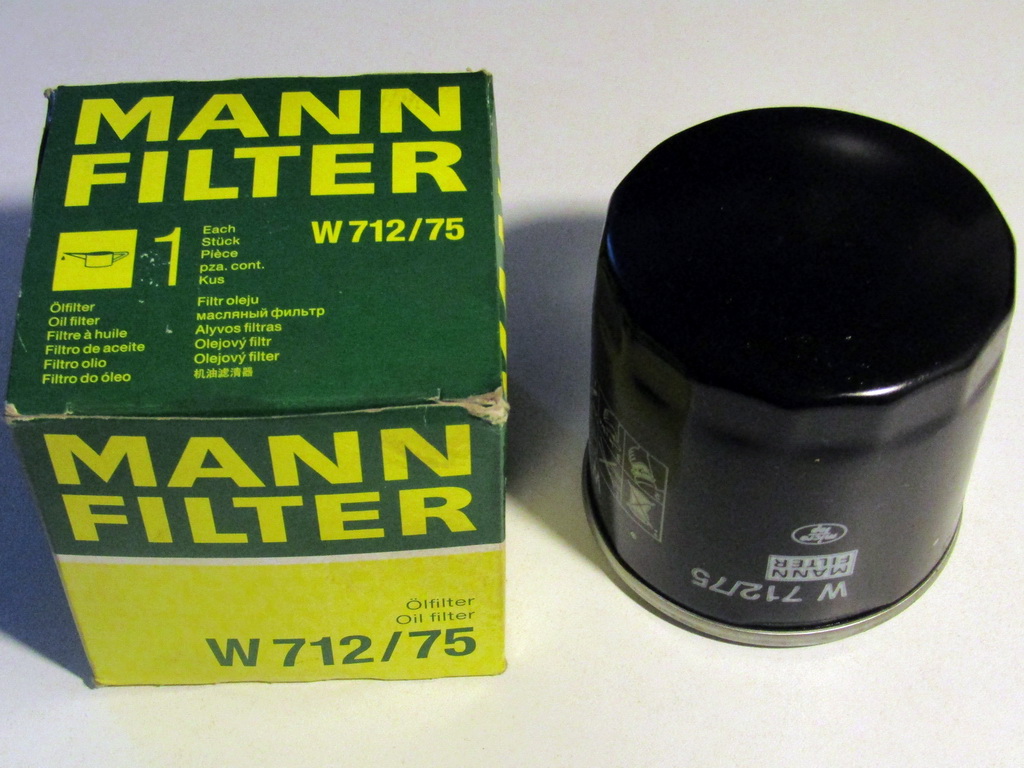 MANN
FILTER
W 712/75
1
Each
Stück
Pièce
pza. cont.
Kus
Ölfilter
Oil filter
Filtre à huile
Filtro de aceite
Filtro olio
Filtro do óleo
Filtr oleju
масляный фильтр
Alyvos filtras
Olejový filtr
Olejový filter
机油滤清器
MANN
FILTER
Ölfilter
Oil filter
W 712/75
W 712/75
MANN
FILTER
micro
top